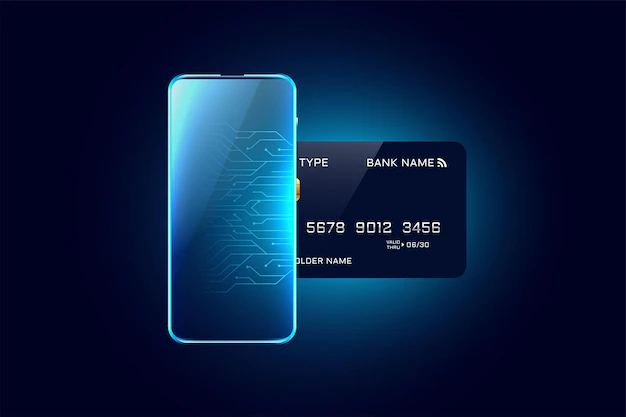 TYPE BANK NAME
5678 9012 3456
VALID
THRU 06/30
OLDER NAME